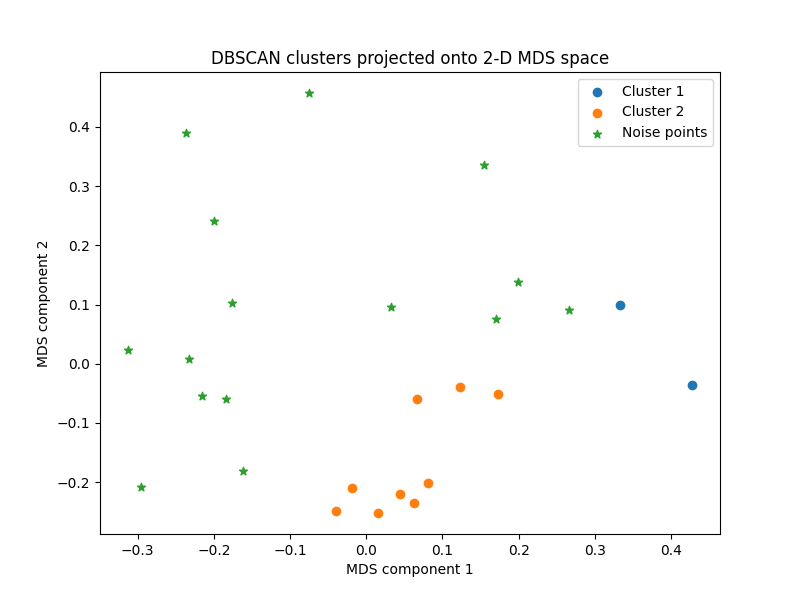 DBSCAN clusters projected onto 2-D MDS space
Cluster 1
Cluster 2
Noise points
MDS component 2
0.4
0.3
0.2
0.1
0.0
−0.1
−0.2
−0.3 −0.2 −0.1 0.0 0.1 0.2 0.3 0.4
MDS component 1